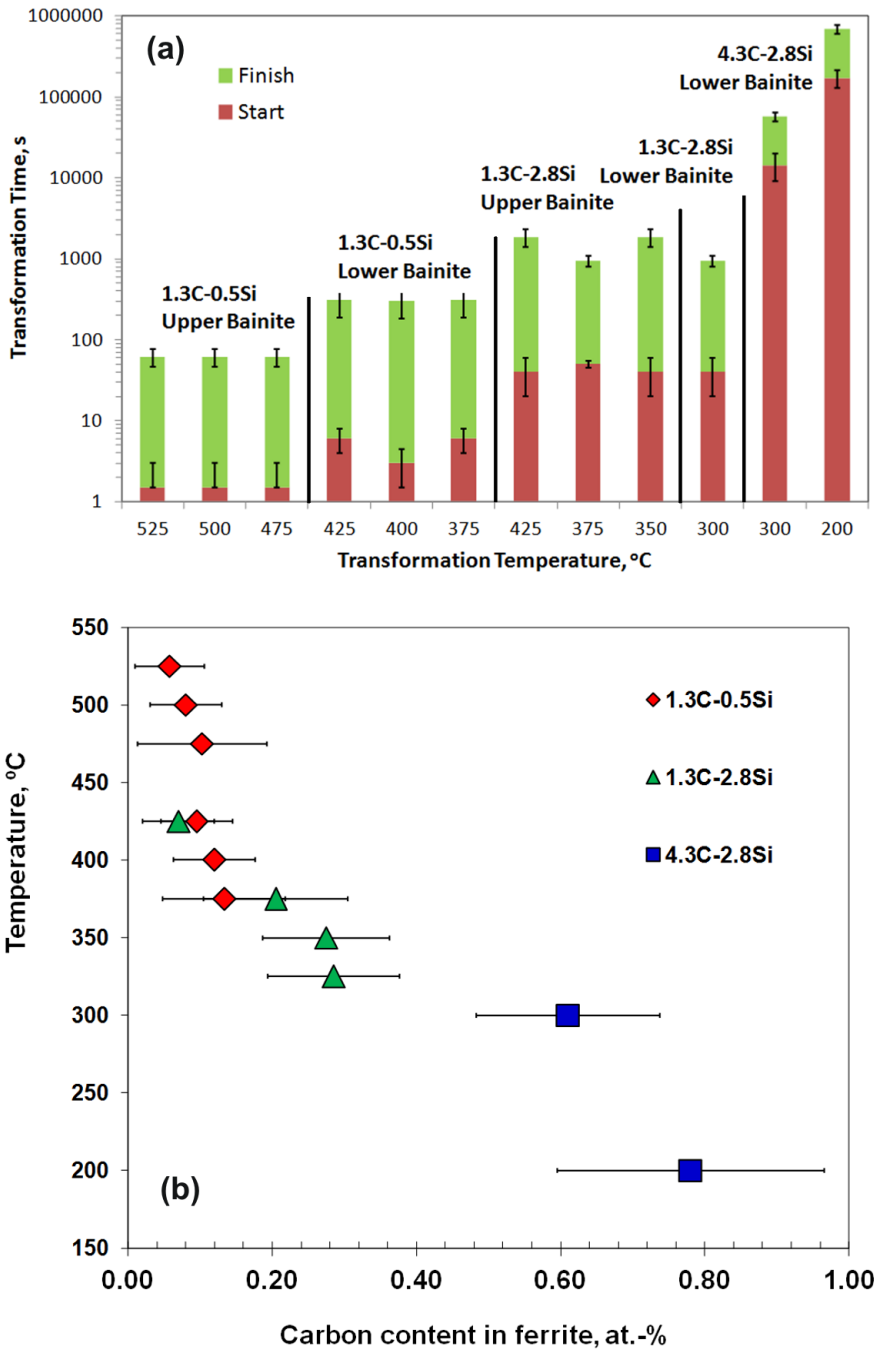 1000000
(a)
4.3C-2.8Si
Lower Bainite
Finish
Start
100000
1.3C-2.8Si
Lower Bainite
10000
1.3C-2.8Si
Upper Bainite
1.3C-0.5Si
Lower Bainite
1000
1.3C-0.5Si
Upper Bainite
100
10
1
Transformation Time, s
525 500 475 425 400 375 425 375 350 300 300 200
Transformation Temperature, °C
550
500
450
400
350
300
250
200
150
Temperature, ºC
1.3C-0.5Si
1.3C-2.8Si
4.3C-2.8Si
(b)
0.00 0.20 0.40 0.60 0.80 1.00
Carbon content in ferrite, at.-%